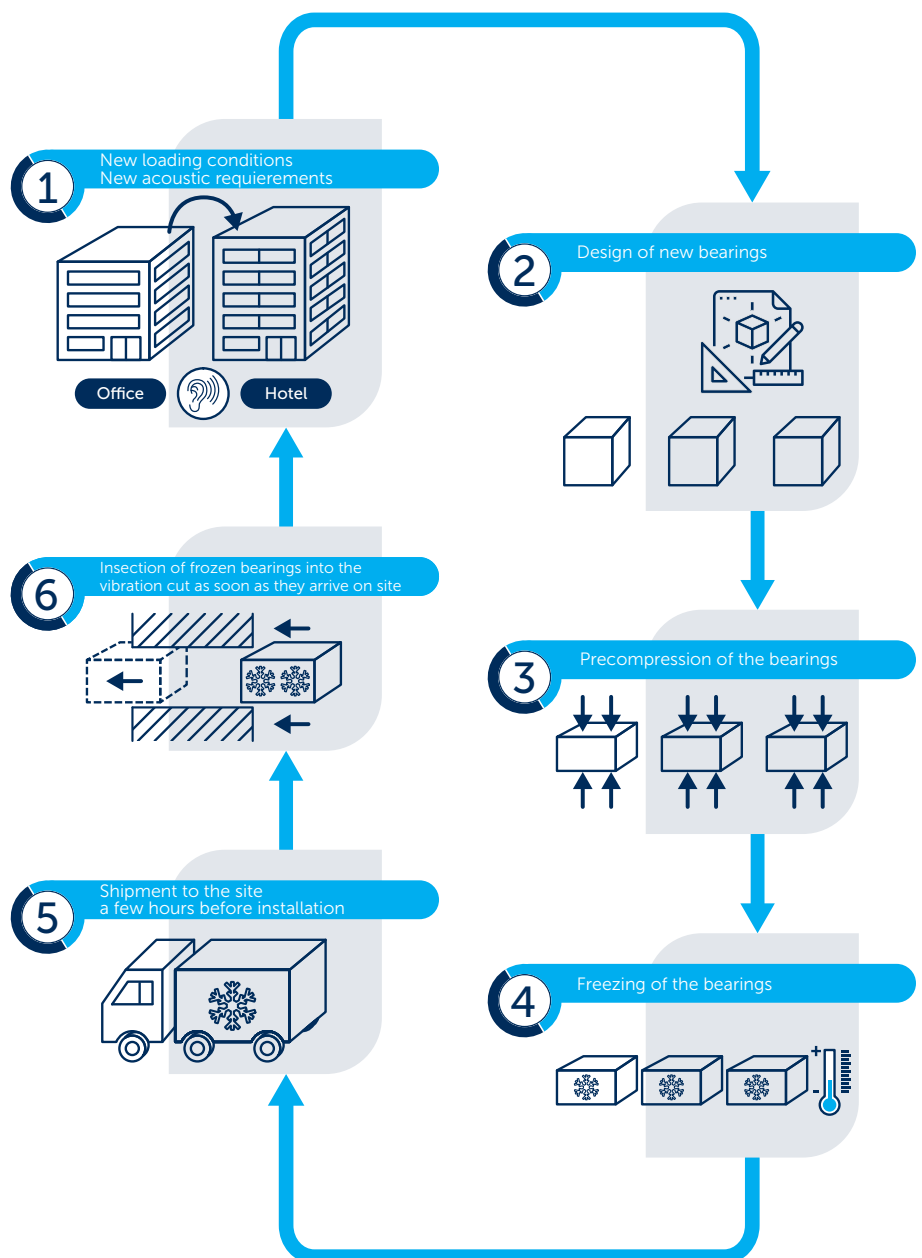 1
New loading conditions
New acoustic requierements
Office
Hotel
2
Design of new bearings
3
Precompression of the bearings
4
Freezing of the bearings
+
-
5
Shipment to the site
a few hours before installation
6
Insection of frozen bearings into the
vibration cut as soon as they arrive on site